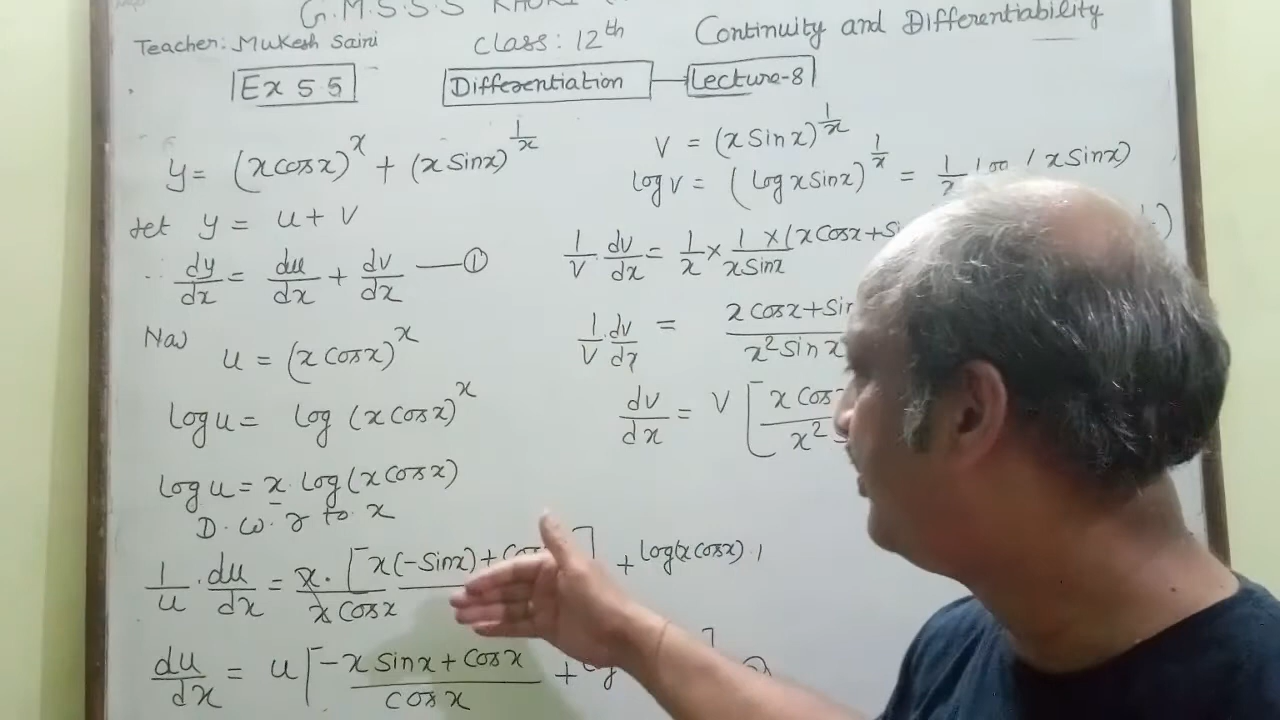 G.M.S.S.S
Teacher: Mukesh Saini
Class: 12th
Continuity and Differentiability
Ex 5 5
Differentiation — Lecture-8
y = (x cos x)^x + (x sin x)^(1/x)
let y = u + v
dy/dx = du/dx + dv/dx — ①
Now
u = (x cos x)^x
log u = log (x cos x)^x
log u = x. log (x cos x)
D. w. r to x
1/u . du/dx = x. [x(-sin x) +
x cos x
+ log(x cos x) . 1
du/dx = u [(-x sin x + cos x)/cos x +
v = (x sin x)^(1/x)
log v = (log x sin x)^(1/x) =
x sin x)
1/v . dv/dx = 1/x × 1/(x sin x) × (x cos x +
1/v . dv/dx =
x cos x +
x² sin x
dv/dx = v [
x²